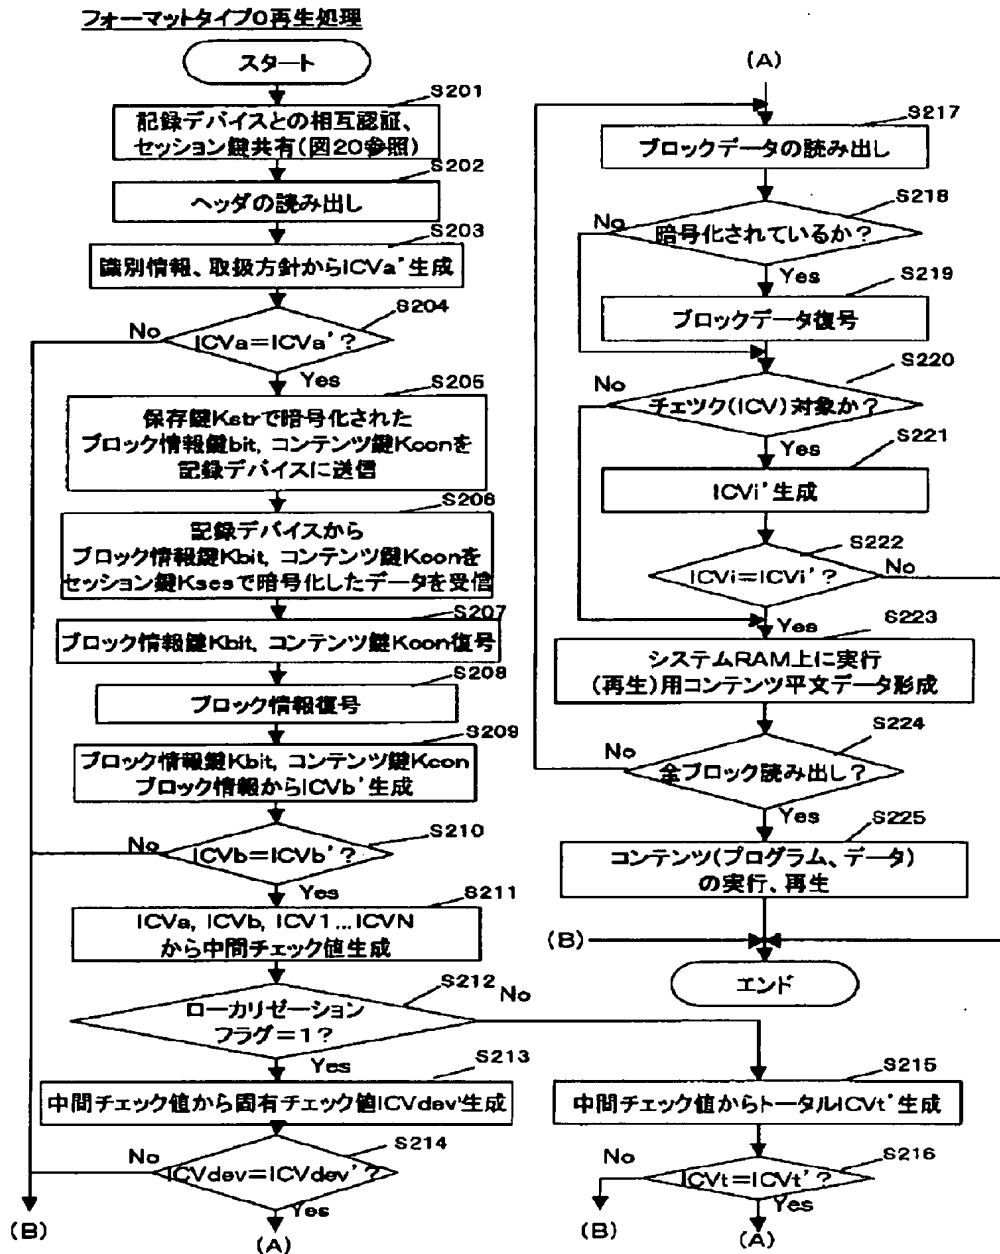 フォーマットタイプ0再生処理
スタート
S201
記録デバイスとの相互認証、
セッション鍵共有(図20参照)
S202
ヘッダの読み出し
S203
識別情報、取扱方針からICVa'生成
S204
ICVa=ICVa'?
No
Yes
S205
保存鍵Kstrで暗号化された
ブロック情報鍵bit, コンテンツ鍵Kconを
記録デバイスに送信
S206
記録デバイスから
ブロック情報鍵Kbit, コンテンツ鍵Kconを
セッション鍵Ksesで暗号化したデータを受信
S207
ブロック情報鍵Kbit, コンテンツ鍵Kcon復号
S208
ブロック情報復号
S209
ブロック情報鍵Kbit, コンテンツ鍵Kcon
ブロック情報からICVb'生成
S210
No
ICVb=ICVb'?
Yes
S211
ICVa, ICVb, ICV1...ICVN
から中間チェック値生成
S212
ローカリゼーション
フラグ=1?
No
Yes
S213
中間チェック値から固有チェック値ICVdev'生成
S214
No
ICVdev=ICVdev'?
Yes
(B)
(A)
S215
中間チェック値からトータルICVt'生成
S216
No
ICVt=ICVt'?
Yes
(B)
(A)
(A)
S217
ブロックデータの読み出し
S218
No
暗号化されているか?
Yes
S219
ブロックデータ復号
S220
No
チェツク(ICV)対象か?
Yes
S221
ICVi'生成
S222
ICVi=ICVi'?
No
Yes
S223
システムRAM上に実行
(再生)用コンテンツ平文データ形成
S224
No
全ブロック読み出し?
Yes
S225
コンテンツ(プログラム、データ)
の実行、再生
(B)
エンド